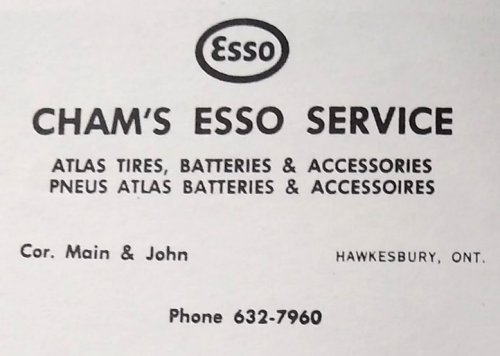 Esso
CHAM'S ESSO SERVICE
ATLAS TIRES, BATTERIES & ACCESSORIES
PNEUS ATLAS BATTERIES & ACCESSOIRES
Cor. Main & John
HAWKESBURY, ONT.
Phone 632-7960